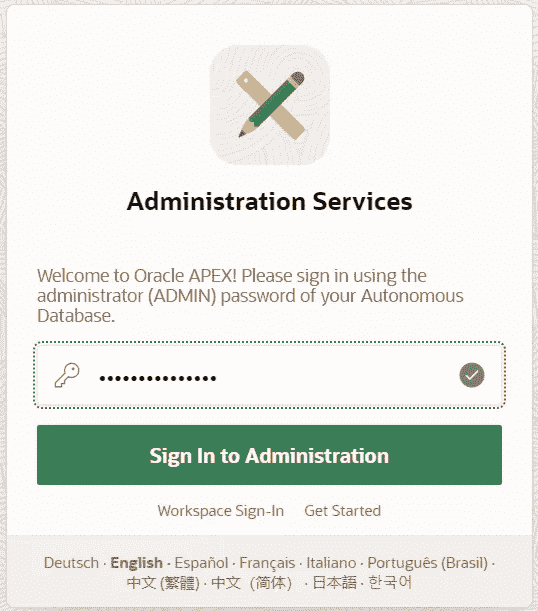 Administration Services
Welcome to Oracle APEX! Please sign in using the
administrator (ADMIN) password of your Autonomous
Database.
•••••••••••••••
Sign In to Administration
Workspace Sign-In Get Started
Deutsch · English · Español · Français · Italiano · Português (Brasil) ·
中文 (繁體) · 中文（简体） · 日本語 · 한국어